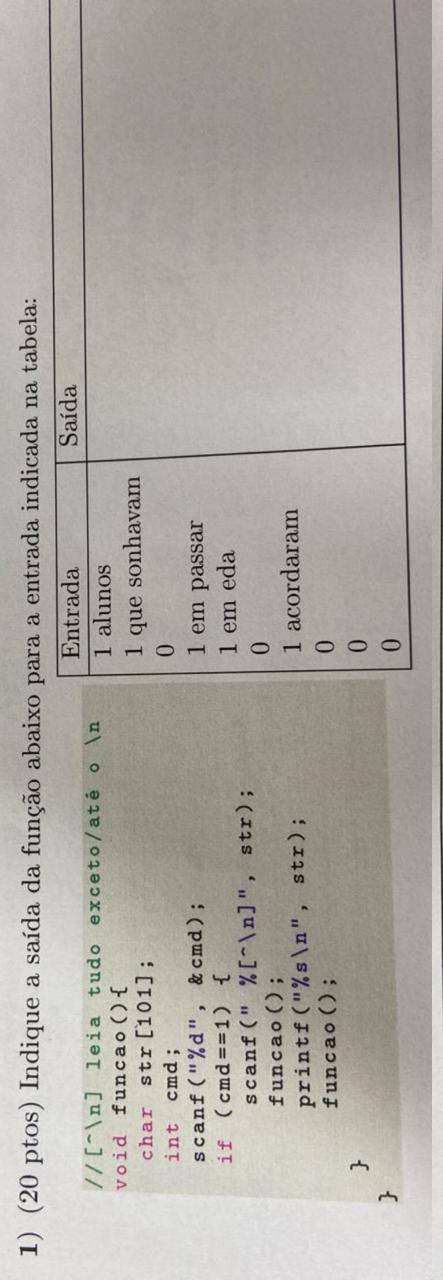 1) (20 ptos) Indique a saída da função abaixo para a entrada indicada na tabela:
//[^\n] leia tudo exceto/até o \n
void funcao(){
char str[101];
int cmd;
scanf("%d", &cmd);
if (cmd==1) {
scanf(" %[^\n]", str);
funcao();
printf("%s\n", str);
funcao();
}
}
Entrada Saída
1 alunos
1 que sonhavam
0
1 em passar
1 em eda
0
1 acordaram
0
0
0